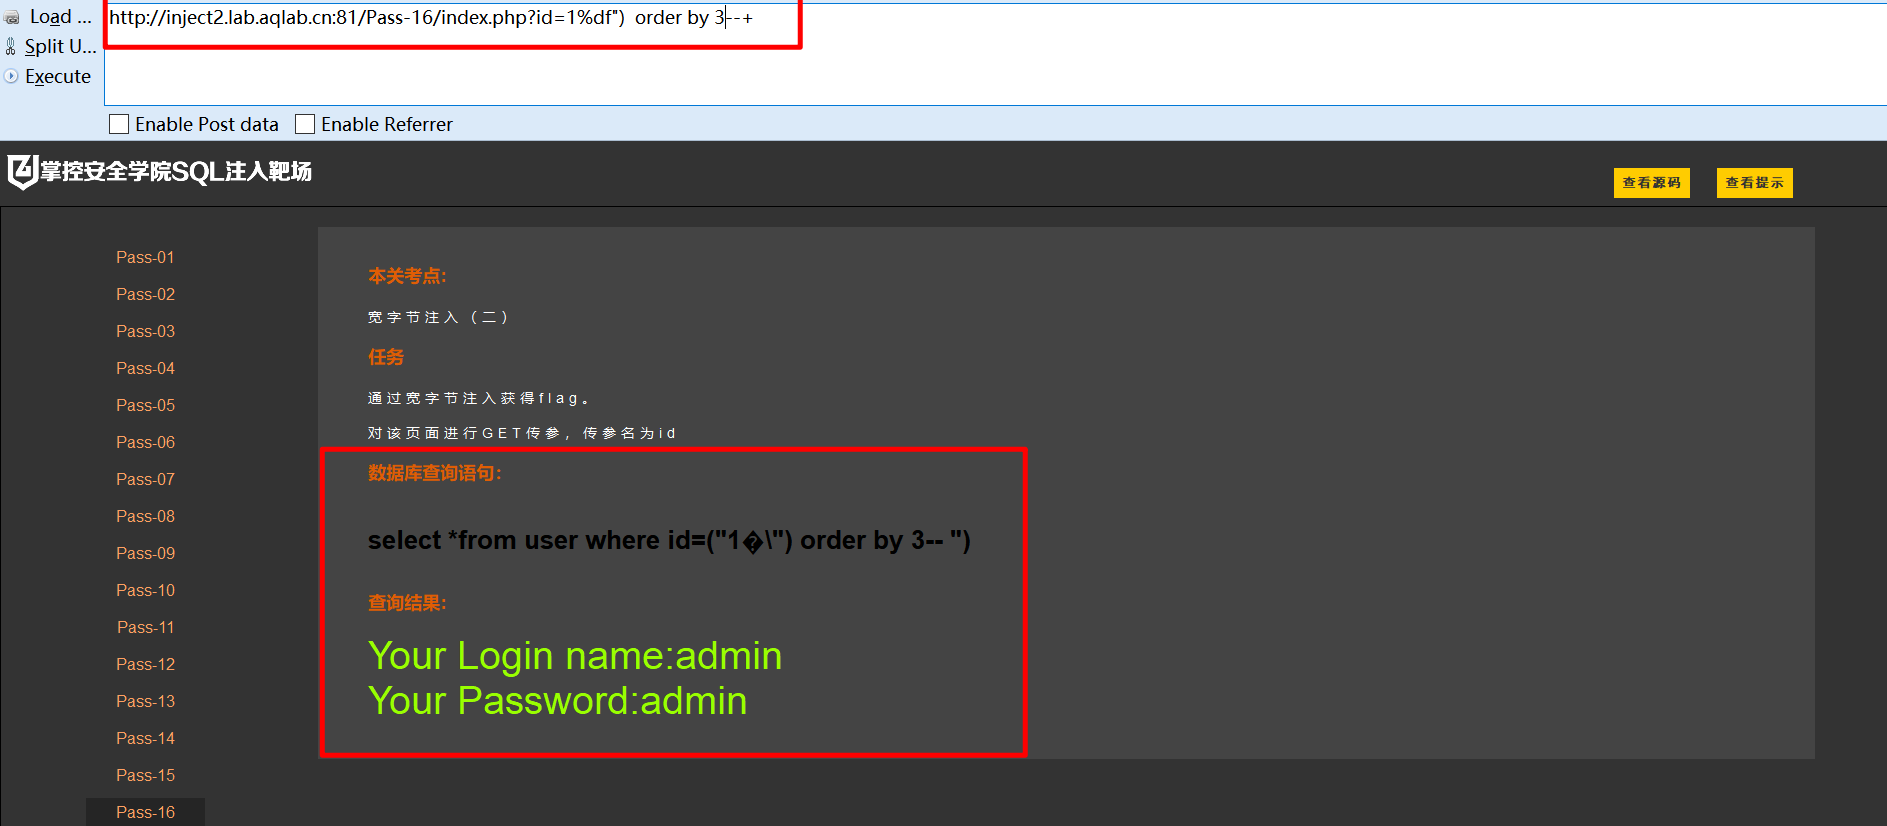 Load ...
http://inject2.lab.aqlab.cn:81/Pass-16/index.php?id=1%df")  order by 3--+
Split U...
Execute
Enable Post data
Enable Referrer
掌控安全学院SQL注入靶场
查看源码
查看提示
Pass-01
Pass-02
Pass-03
Pass-04
Pass-05
Pass-06
Pass-07
Pass-08
Pass-09
Pass-10
Pass-11
Pass-12
Pass-13
Pass-14
Pass-15
Pass-16
本关考点:
宽字节注入（二）
任务
通过宽字节注入获得flag。
对该页面进行GET传参，传参名为id
数据库查询语句:
select *from user where id=("1�\") order by 3-- ")
查询结果:
Your Login name:admin
Your Password:admin